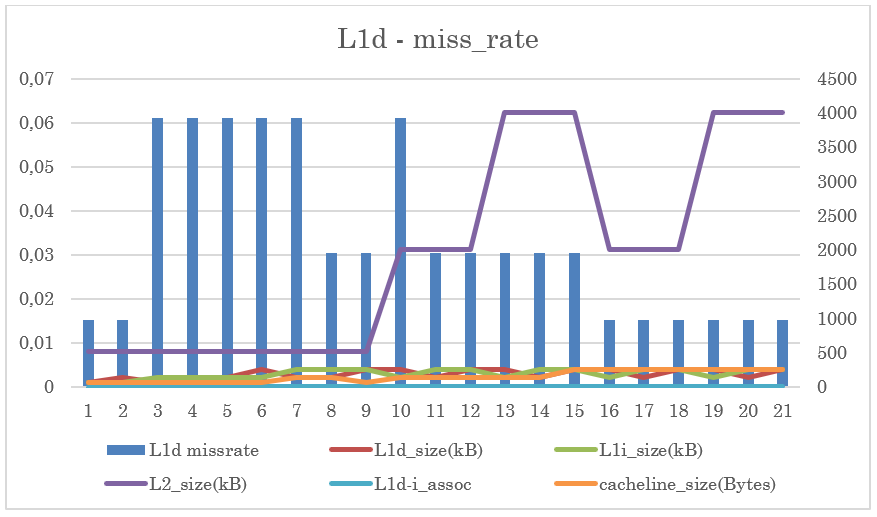 L1d - miss_rate
0,07 4500
0,06 4000
0,05 3500
0,04 3000
0,03 2500
0,02 2000
0,01 1500
0 1000
500
0
1 2 3 4 5 6 7 8 9 10 11 12 13 14 15 16 17 18 19 20 21
L1d missrate L1d_size(kB) L1i_size(kB)
L2_size(kB) L1d-i_assoc cacheline_size(Bytes)